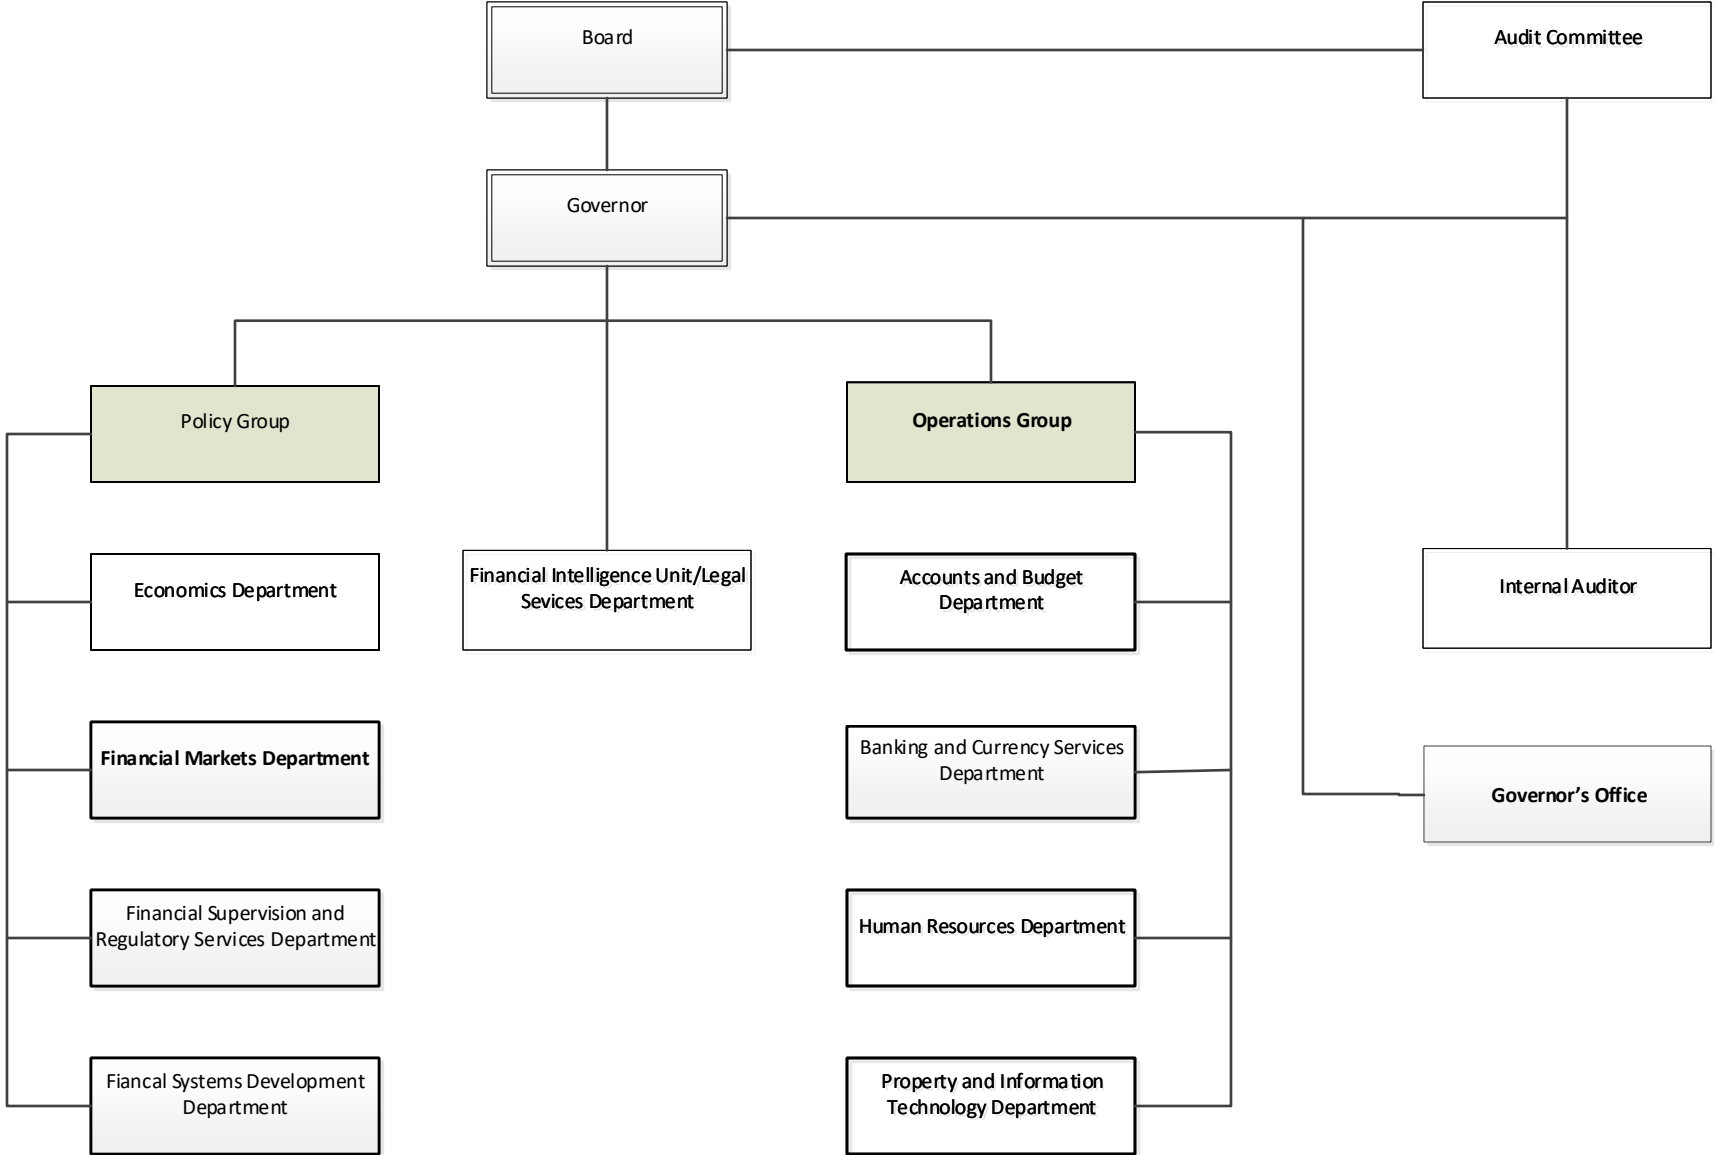 Board
Audit Committee
Governor
Policy Group
Operations Group
Economics Department
Financial Intelligence Unit/Legal
Sevices Department
Accounts and Budget
Department
Internal Auditor
Financial Markets Department
Banking and Currency Services
Department
Governor’s Office
Financial Supervision and
Regulatory Services Department
Human Resources Department
Fiancal Systems Development
Department
Property and Information
Technology Department